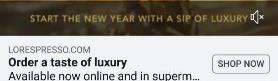 START THE NEW YEAR WITH A SIP OF LUXURY
LORESPRESSO.COM
Order a taste of luxury
SHOP NOW
Available now online and in superm...